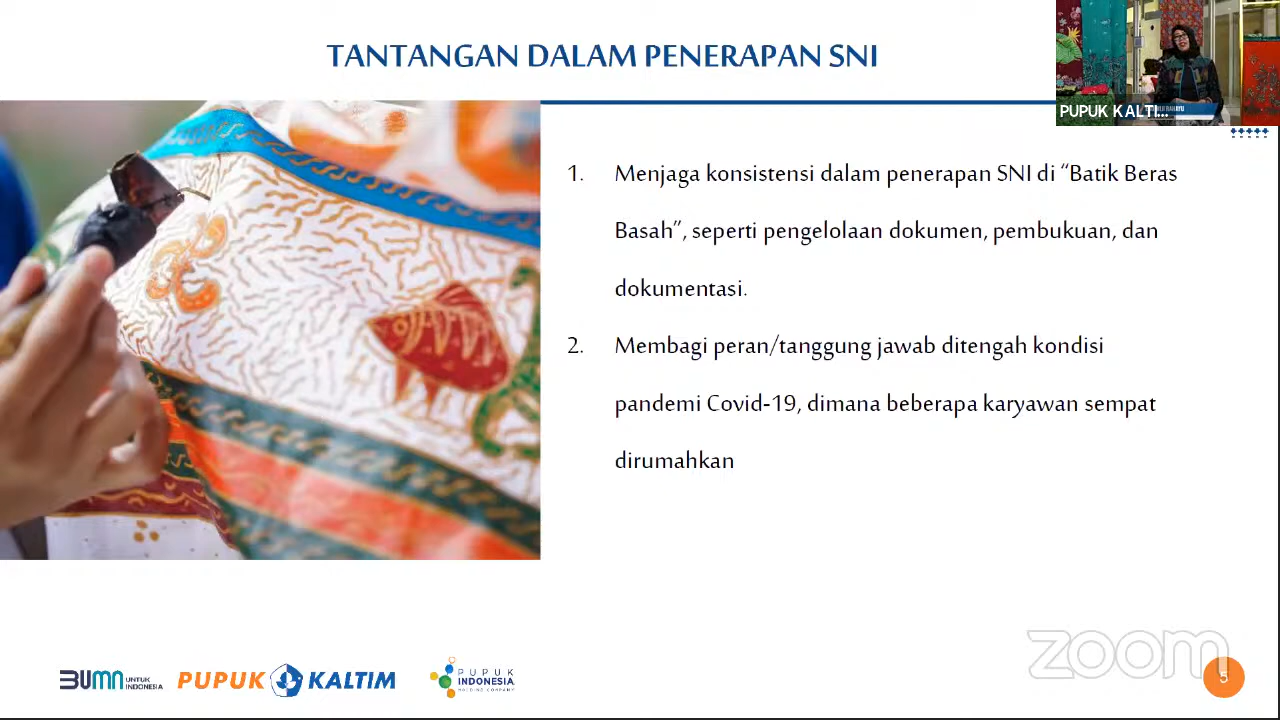 TANTANGAN DALAM PENERAPAN SNI
PUPUK KALTI...
1. Menjaga konsistensi dalam penerapan SNI di “Batik Beras
Basah”, seperti pengelolaan dokumen, pembukuan, dan
dokumentasi.
2. Membagi peran/tanggung jawab ditengah kondisi
pandemi Covid-19, dimana beberapa karyawan sempat
dirumahkan
BUMN UNTUK
INDONESIA
PUPUK KALTIM
PUPUK
INDONESIA
HOLDING COMPANY
zoom
5